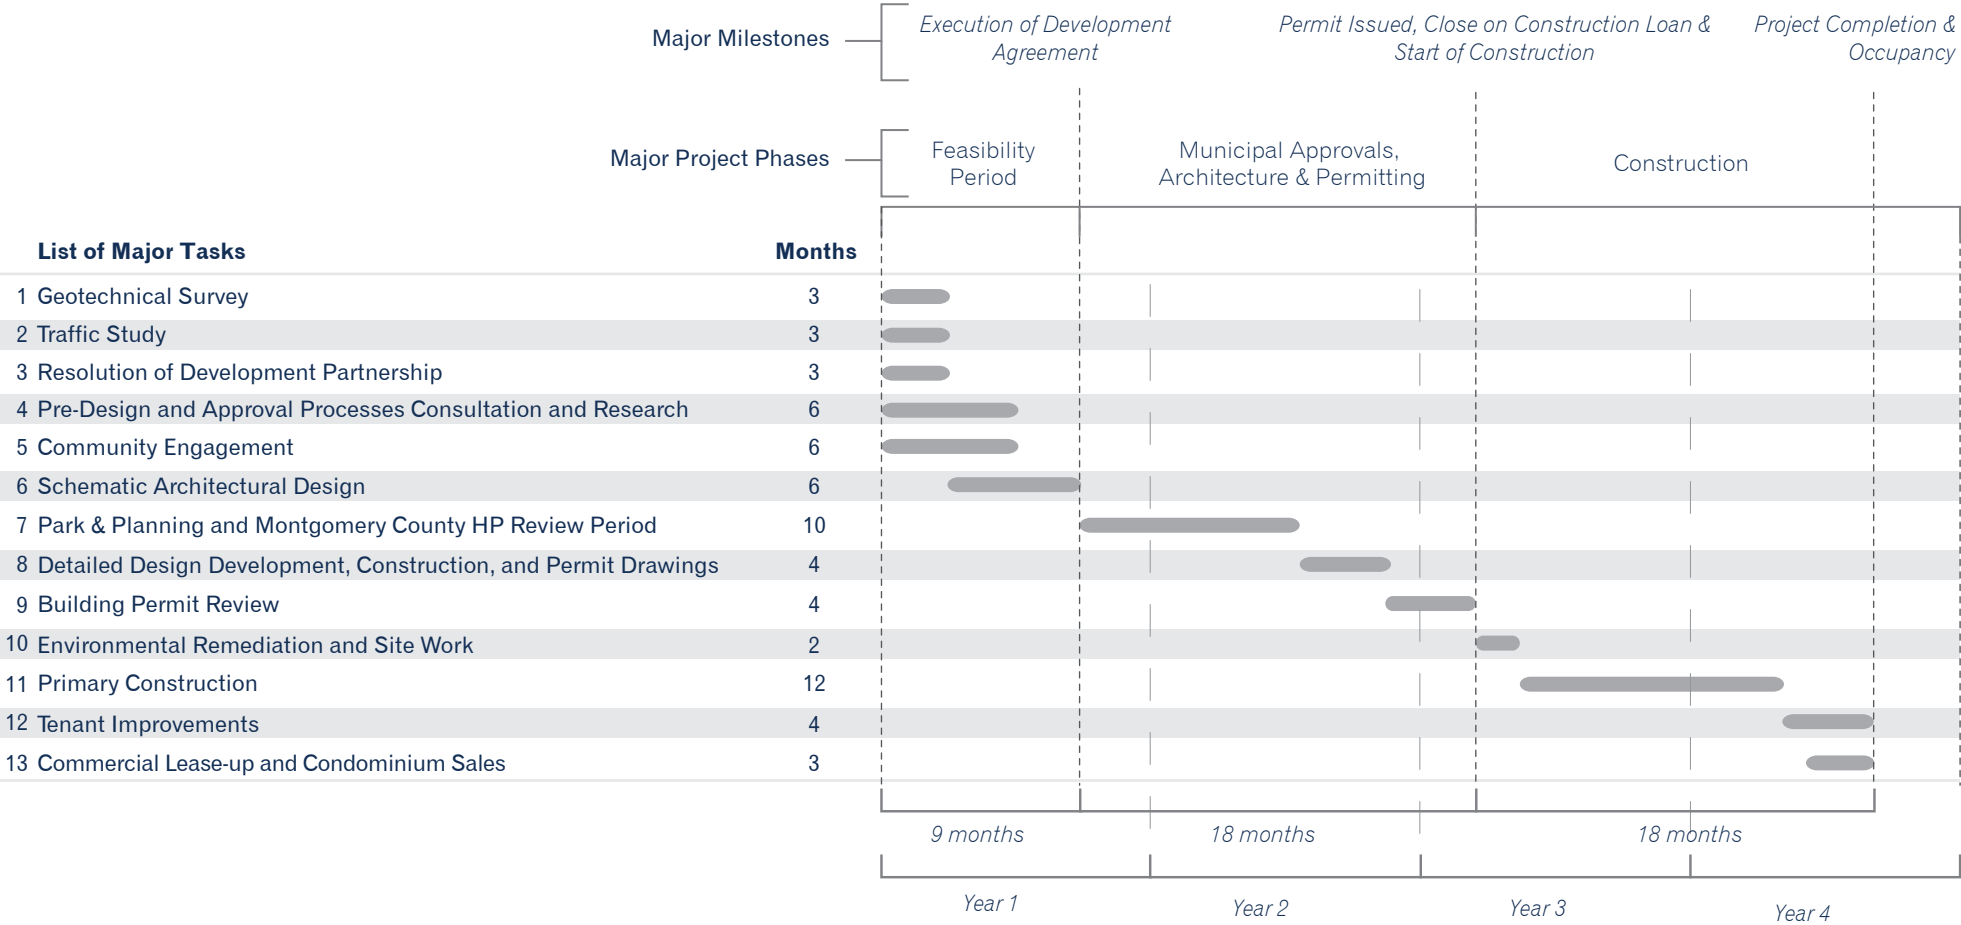 Major Milestones
Execution of Development
Agreement
Permit Issued, Close on Construction Loan &
Start of Construction
Project Completion &
Occupancy
Major Project Phases
Feasibility
Period
Municipal Approvals,
Architecture & Permitting
Construction
List of Major Tasks Months
1 Geotechnical Survey 3
2 Traffic Study 3
3 Resolution of Development Partnership 3
4 Pre-Design and Approval Processes Consultation and Research 6
5 Community Engagement 6
6 Schematic Architectural Design 6
7 Park & Planning and Montgomery County HP Review Period 10
8 Detailed Design Development, Construction, and Permit Drawings 4
9 Building Permit Review 4
10 Environmental Remediation and Site Work 2
11 Primary Construction 12
12 Tenant Improvements 4
13 Commercial Lease-up and Condominium Sales 3
9 months 18 months 18 months
Year 1 Year 2 Year 3 Year 4